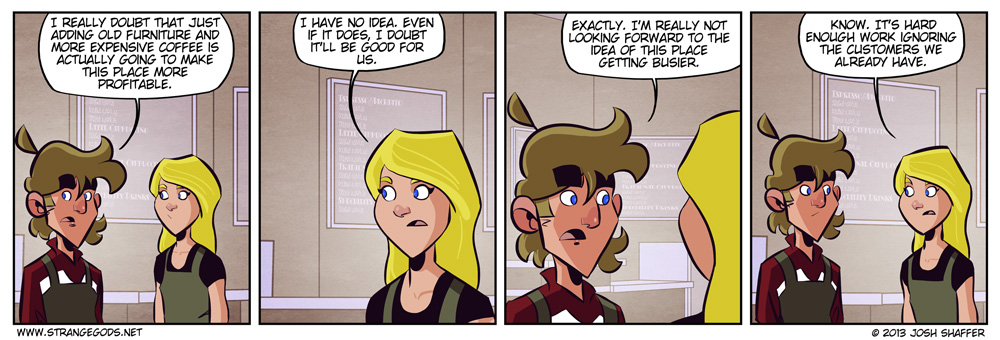 I REALLY DOUBT THAT JUST
ADDING OLD FURNITURE AND
MORE EXPENSIVE COFFEE IS
ACTUALLY GOING TO MAKE
THIS PLACE MORE
PROFITABLE.
I HAVE NO IDEA. EVEN
IF IT DOES, I DOUBT
IT'LL BE GOOD FOR
US.
EXACTLY. I'M REALLY NOT
LOOKING FORWARD TO THE
IDEA OF THIS PLACE
GETTING BUSIER.
KNOW. IT'S HARD
ENOUGH WORK IGNORING
THE CUSTOMERS WE
ALREADY HAVE.
WWW.STRANGEGODS.NET
© 2013 JOSH SHAFFER